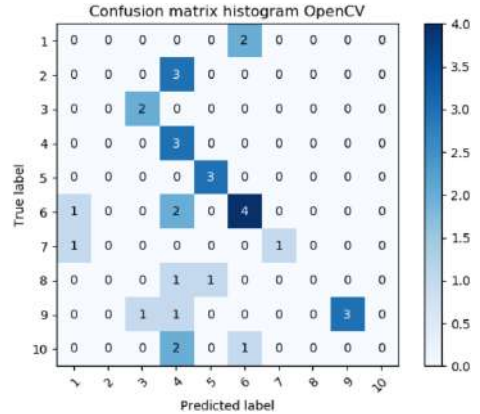 Confusion matrix histogram OpenCV
1 0 0 0 0 0 2 0 0 0 0
2 0 0 0 3 0 0 0 0 0 0
3 0 0 2 0 0 0 0 0 0 0
4 0 0 0 3 0 0 0 0 0 0
5 0 0 0 0 3 0 0 0 0 0
6 1 0 0 2 0 4 0 0 0 0
7 1 0 0 0 0 0 1 0 0 0
8 0 0 0 1 1 0 0 0 0 0
9 0 0 1 1 0 0 0 0 3 0
10 0 0 0 2 0 1 0 0 0 0
1 2 3 4 5 6 7 8 9 10
True label
Predicted label
4.0
3.5
3.0
2.5
2.0
1.5
1.0
0.5
0.0